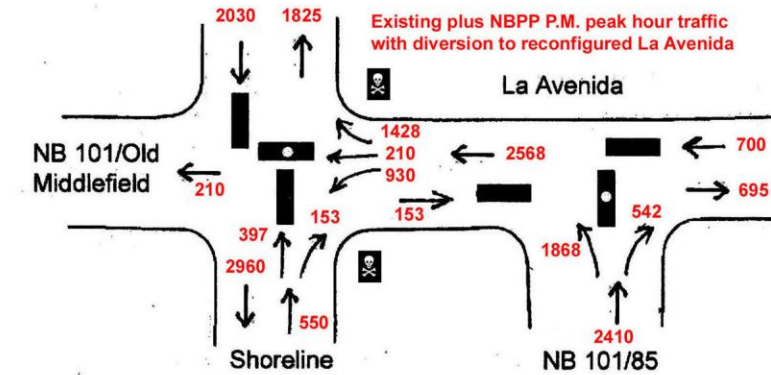 2030
1825
Existing plus NBPP P.M. peak hour traffic
with diversion to reconfigured La Avenida
La Avenida
1428
NB 101/Old
Middlefield
210
2568
700
930
210
153
153
695
542
397
1868
2960
550
2410
Shoreline
NB 101/85